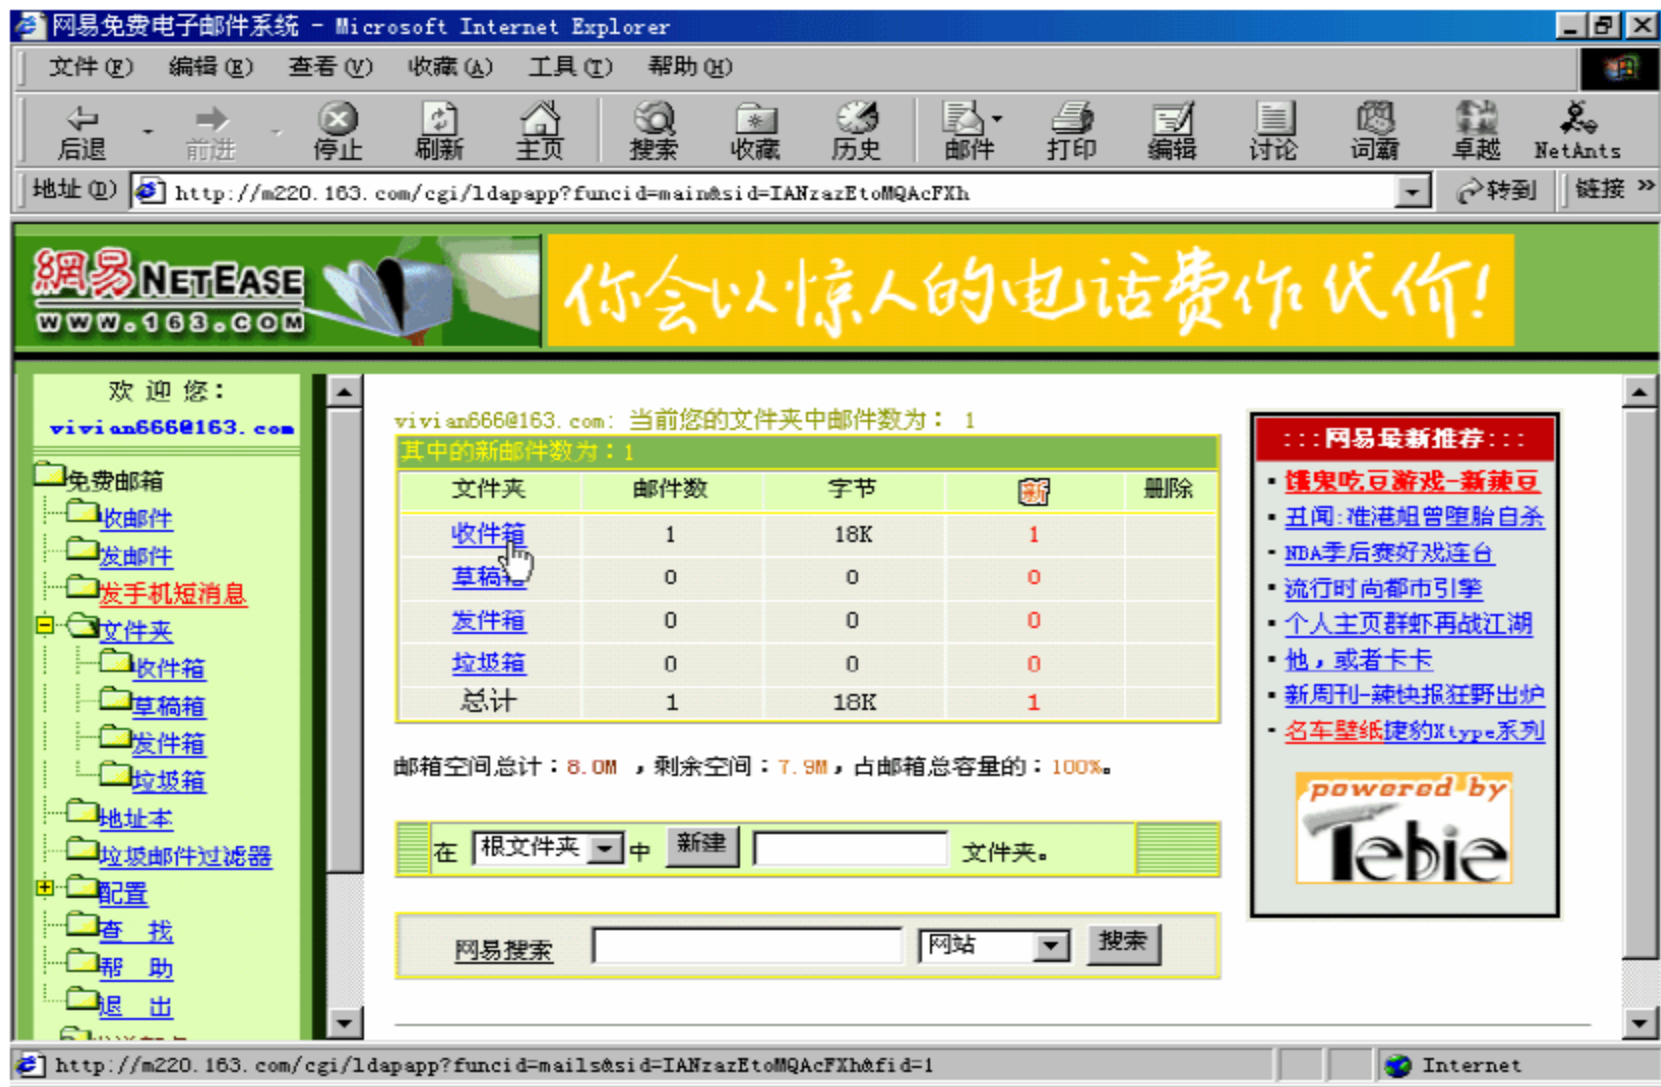 网易免费电子邮件系统 - Microsoft Internet Explorer
文件(F) 编辑(E) 查看(V) 收藏(A) 工具(T) 帮助(H)
后退 前进 停止 刷新 主页 搜索 收藏 历史 邮件 打印 编辑 讨论 词霸 卓越 NetAnts
地址(D) http://m220.163.com/cgi/ldapapp?funcid=main&sid=IANzazEtoMQAcFXh 转到 链接 »
網易 NETEASE
WWW.163.COM
你会以惊人的电话费作代价!
欢 迎 您:
vivian666@163.com
免费邮箱
收邮件
发邮件
发手机短消息
文件夹
收件箱
草稿箱
发件箱
垃圾箱
地址本
垃圾邮件过滤器
配置
查 找
帮 助
退 出
vivian666@163.com: 当前您的文件夹中邮件数为: 1
其中的新邮件数为:1
文件夹 邮件数 字节 新 删除
收件箱 1 18K 1
草稿箱 0 0 0
发件箱 0 0 0
垃圾箱 0 0 0
总计 1 18K 1
邮箱空间总计:8.0M ,剩余空间:7.9M,占邮箱总容量的:100%。
在 根文件夹 中 新建 文件夹。
网易搜索 网站 搜索
:::网易最新推荐:::
馋鬼吃豆游戏-新辣豆
丑闻:准港姐曾堕胎自杀
NBA季后赛好戏连台
流行时尚都市引擎
个人主页群虾再战江湖
他,或者卡卡
新周刊-辣快报狂野出炉
名车壁纸捷豹Xtype系列
powered by
Tebie
http://m220.163.com/cgi/ldapapp?funcid=mails&sid=IANzazEtoMQAcFXh&fid=1 Internet